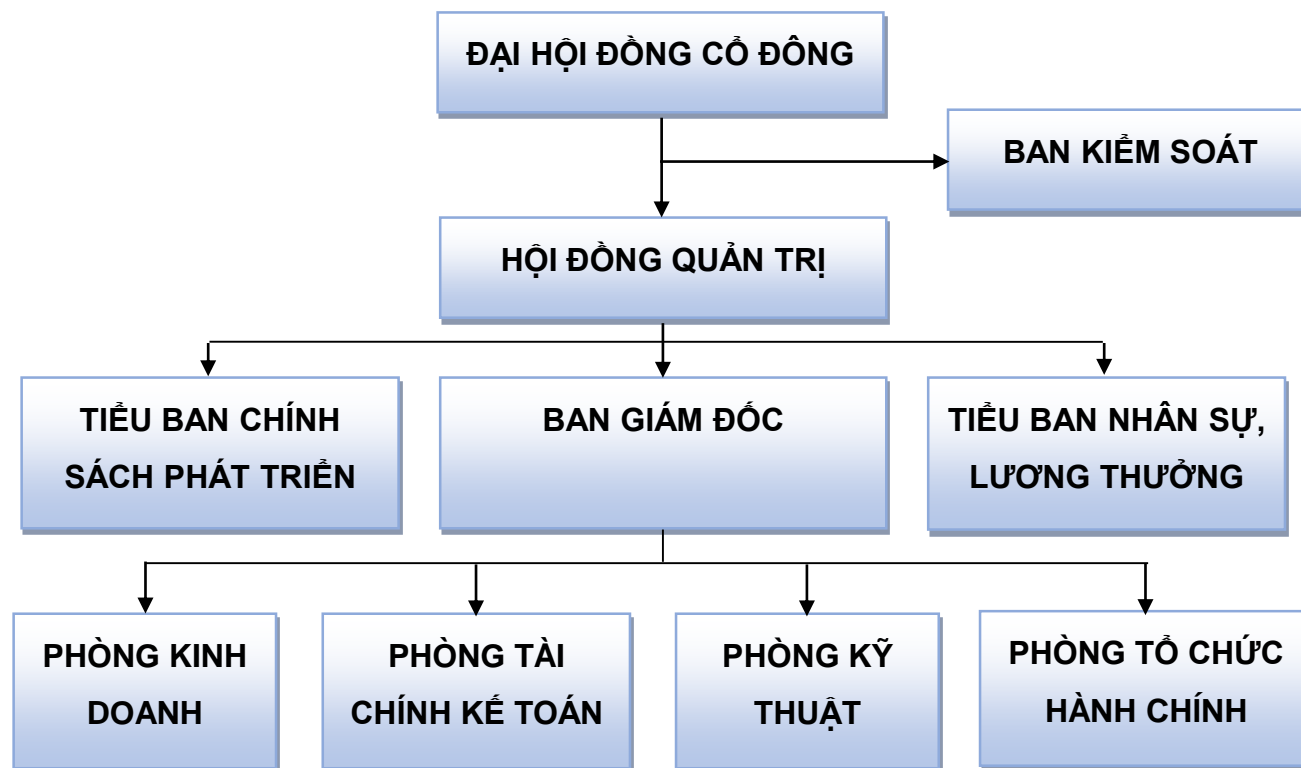 ĐẠI HỘI ĐỒNG CỔ ĐÔNG
BAN KIỂM SOÁT
HỘI ĐỒNG QUẢN TRỊ
TIỂU BAN CHÍNH
SÁCH PHÁT TRIỂN
BAN GIÁM ĐỐC
TIỂU BAN NHÂN SỰ,
LƯƠNG THƯỞNG
PHÒNG KINH
DOANH
PHÒNG TÀI
CHÍNH KẾ TOÁN
PHÒNG KỸ
THUẬT
PHÒNG TỔ CHỨC
HÀNH CHÍNH